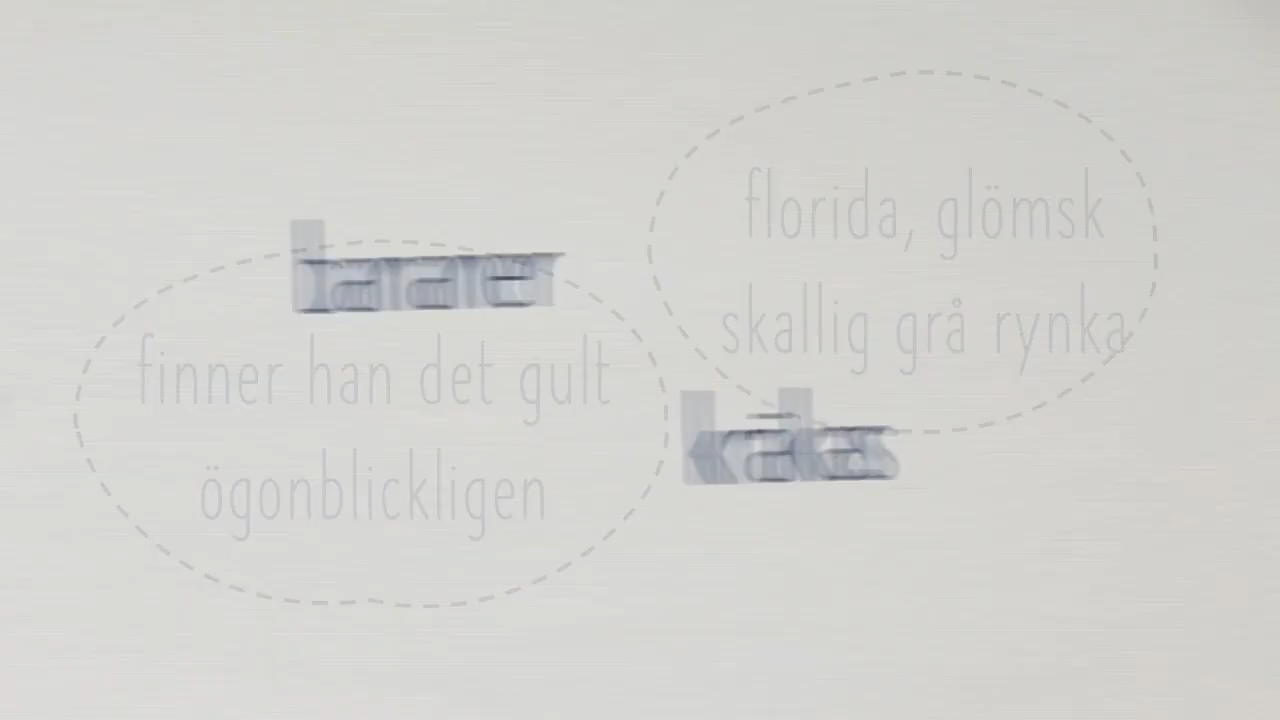 finner han det gult
ögonblickligen
florida, glömsk
skallig grå rynka